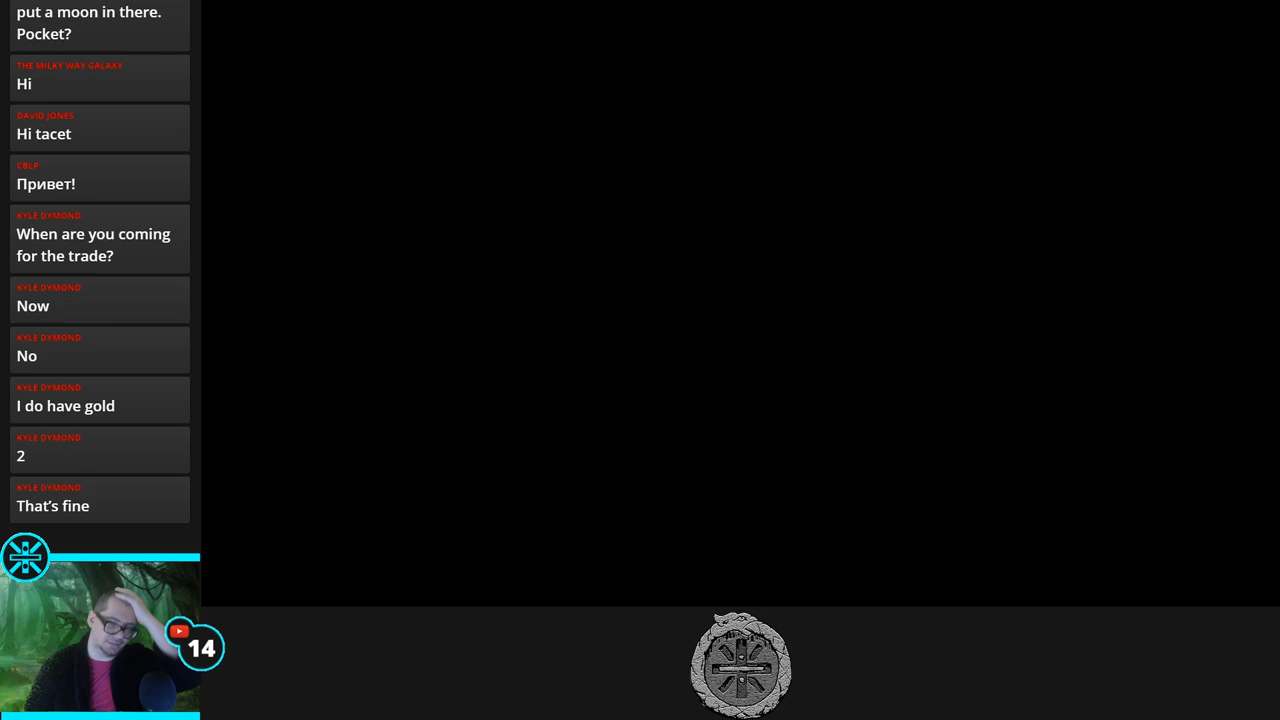 put a moon in there.
Pocket?
THE MILKY WAY GALAXY
Hi
DAVID JONES
Hi tacet
CBLP
Привет!
KYLE DYMOND
When are you coming
for the trade?
KYLE DYMOND
Now
KYLE DYMOND
No
KYLE DYMOND
I do have gold
KYLE DYMOND
2
KYLE DYMOND
That's fine
14